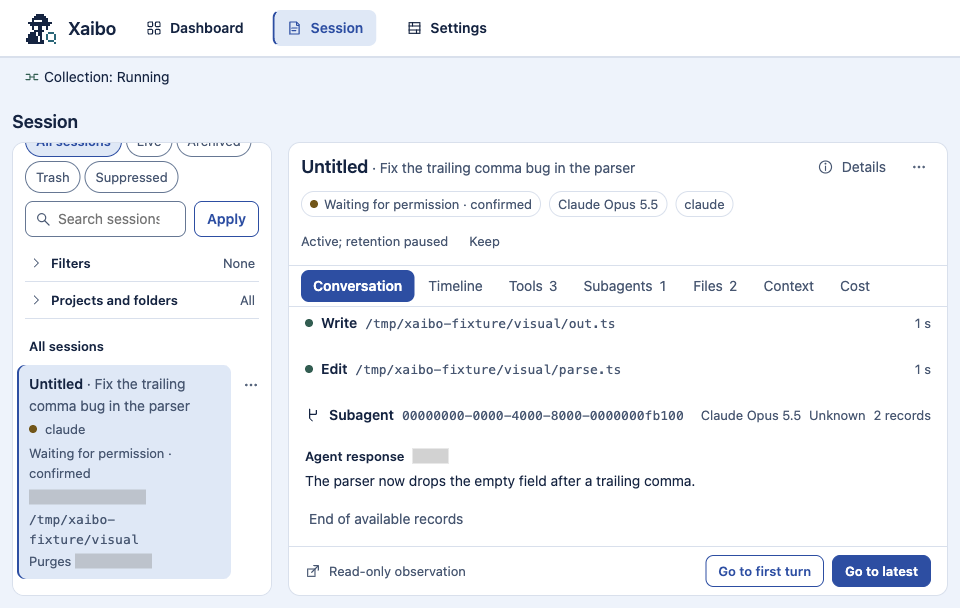 Xaibo
Dashboard
Session
Settings
Collection: Running
Session
All sessions
Live
Archived
Trash
Suppressed
Search sessions
Apply
Filters
None
Projects and folders
All
All sessions
Untitled · Fix the trailing
comma bug in the parser
claude
Waiting for permission ·
confirmed
/tmp/xaibo-
fixture/visual
Purges
Untitled · Fix the trailing comma bug in the parser
Details
Waiting for permission · confirmed
Claude Opus 5.5
claude
Active; retention paused
Keep
Conversation
Timeline
Tools 3
Subagents 1
Files 2
Context
Cost
Write /tmp/xaibo-fixture/visual/out.ts 1 s
Edit /tmp/xaibo-fixture/visual/parse.ts 1 s
Subagent 00000000-0000-4000-8000-0000000fb100 Claude Opus 5.5 Unknown 2 records
Agent response
The parser now drops the empty field after a trailing comma.
End of available records
Read-only observation
Go to first turn
Go to latest